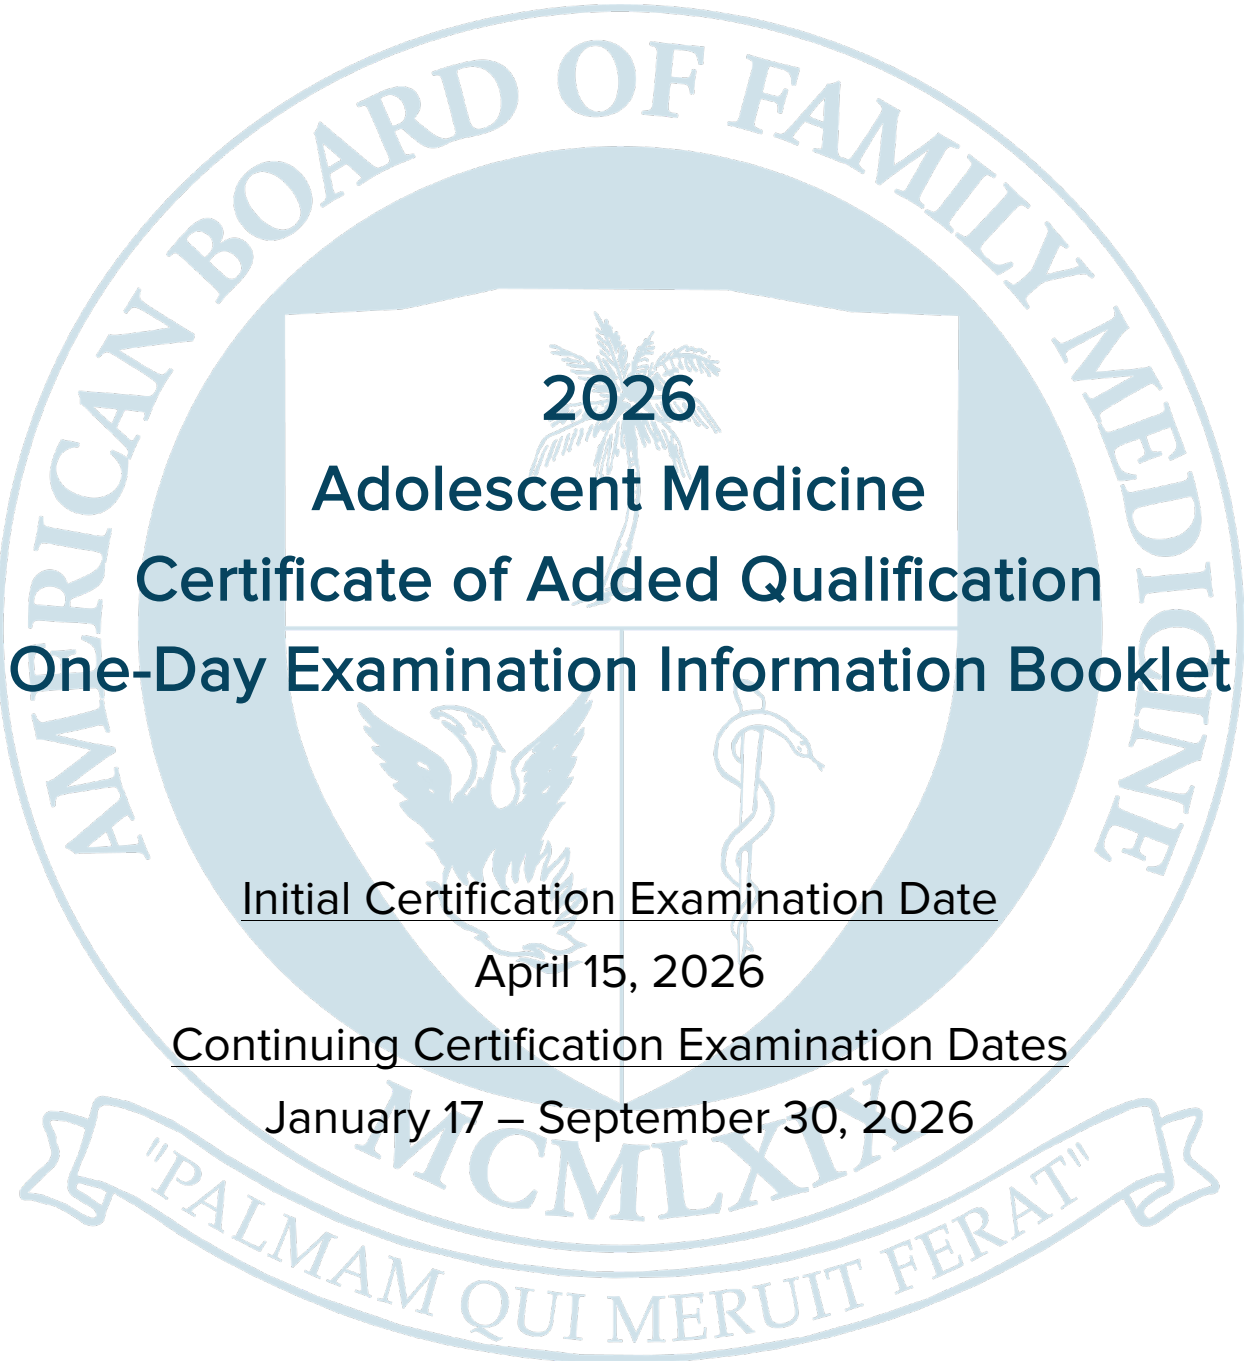 AMERICAN BOARD OF FAMILY MEDICINE
2026
Adolescent Medicine
Certificate of Added Qualification
One-Day Examination Information Booklet
Initial Certification Examination Date
April 15, 2026
Continuing Certification Examination Dates
January 17 – September 30, 2026
MCMLXIX
"PALMAM QUI MERUIT FERAT"